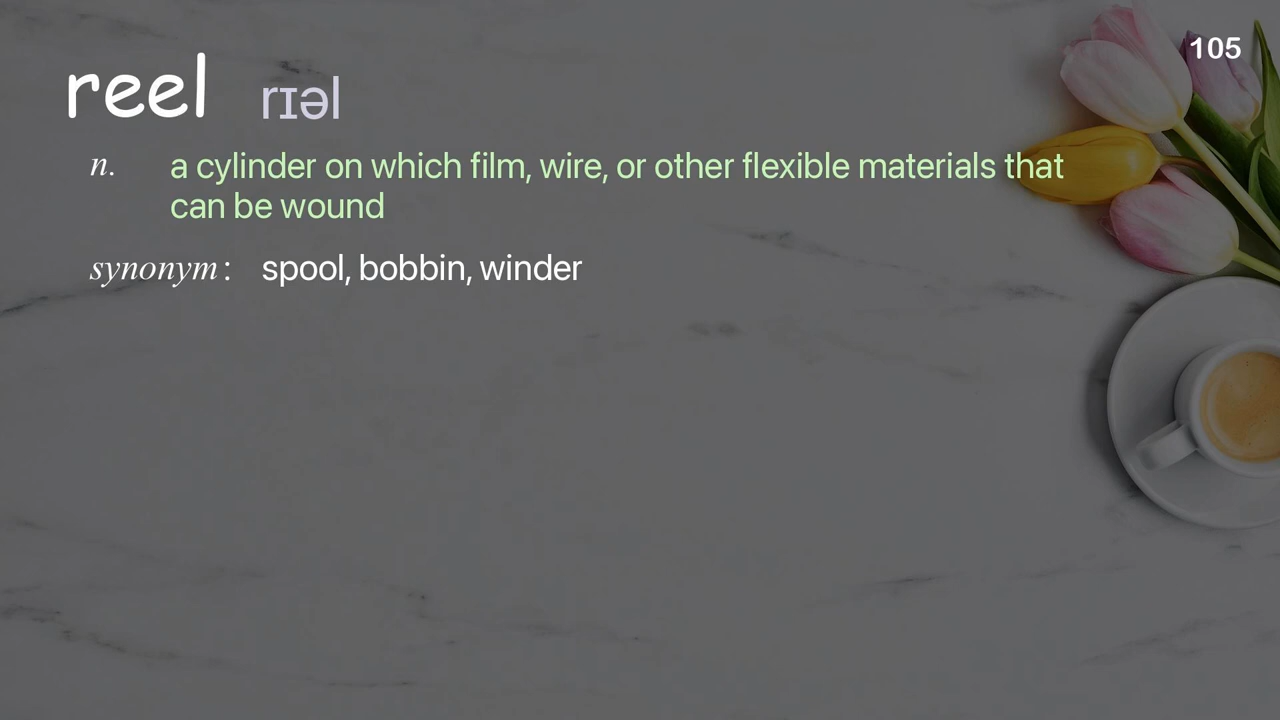 105
reel rɪəl
n. a cylinder on which film, wire, or other flexible materials that
can be wound
synonym: spool, bobbin, winder